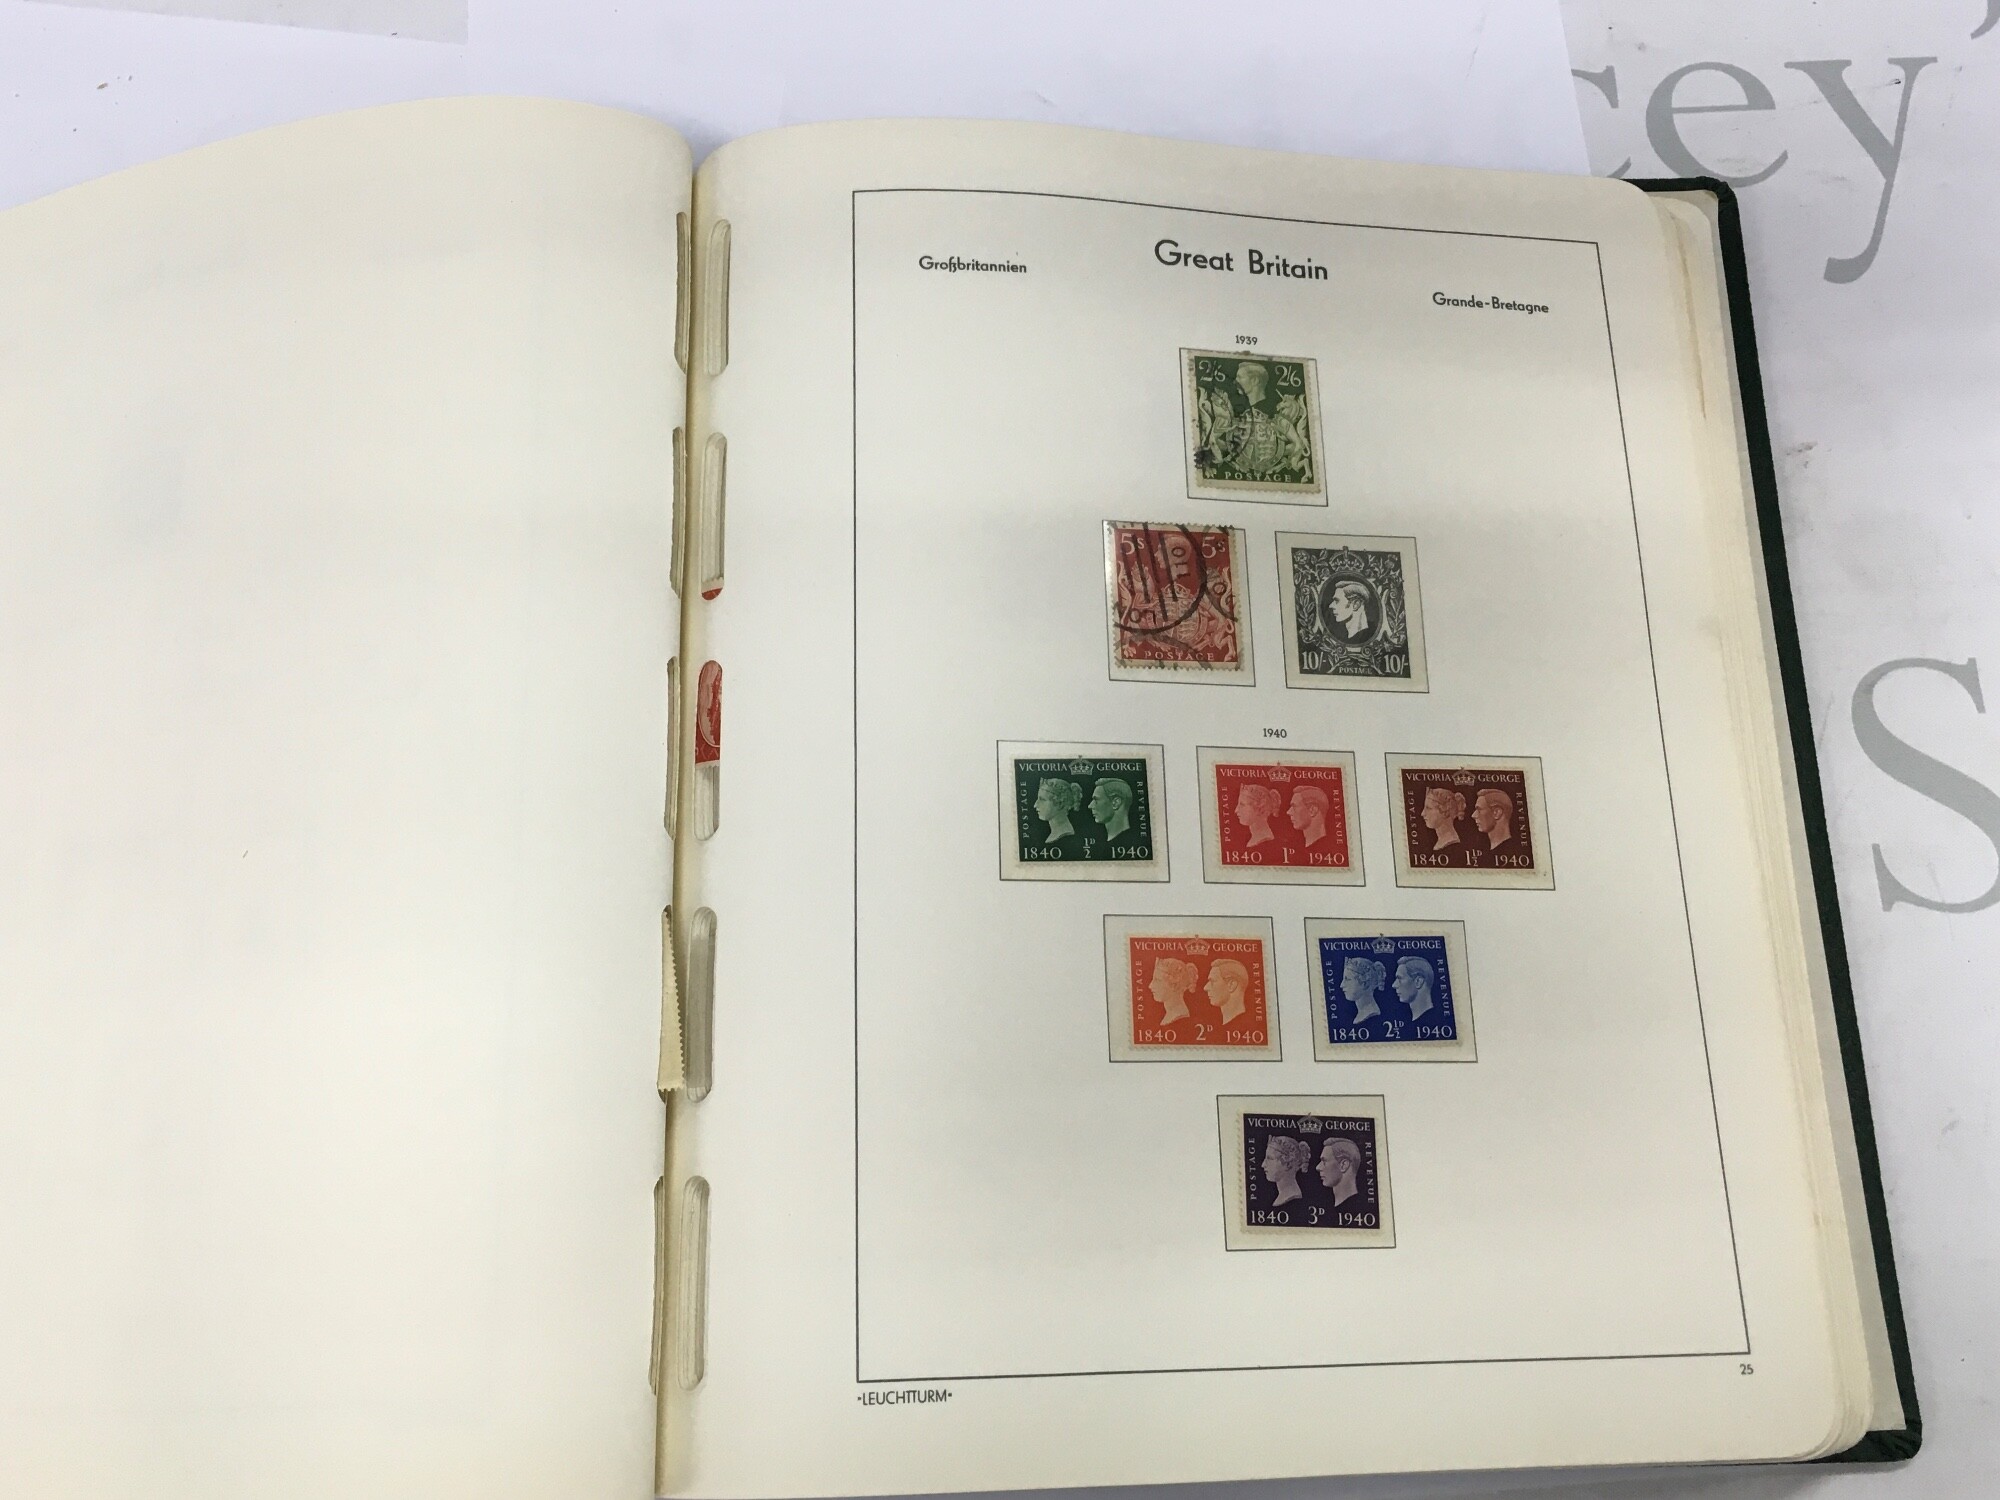 cey
S
Großbritannien
Great Britain
Grande-Bretagne
1939
2/6 2/6
POSTAGE
5s 5s
110
LON
POSTAGE
10/- POSTAGE 10/-
1940
VICTORIA GEORGE
POSTAGE
REVENUE
1840 ½D 1940
VICTORIA GEORGE
POSTAGE
REVENUE
1840 1D 1940
VICTORIA GEORGE
POSTAGE
REVENUE
1840 1½D 1940
VICTORIA GEORGE
POSTAGE
REVENUE
1840 2D 1940
VICTORIA GEORGE
POSTAGE
REVENUE
1840 2½D 1940
VICTORIA GEORGE
POSTAGE
REVENUE
1840 3D 1940
25
•LEUCHTTURM•